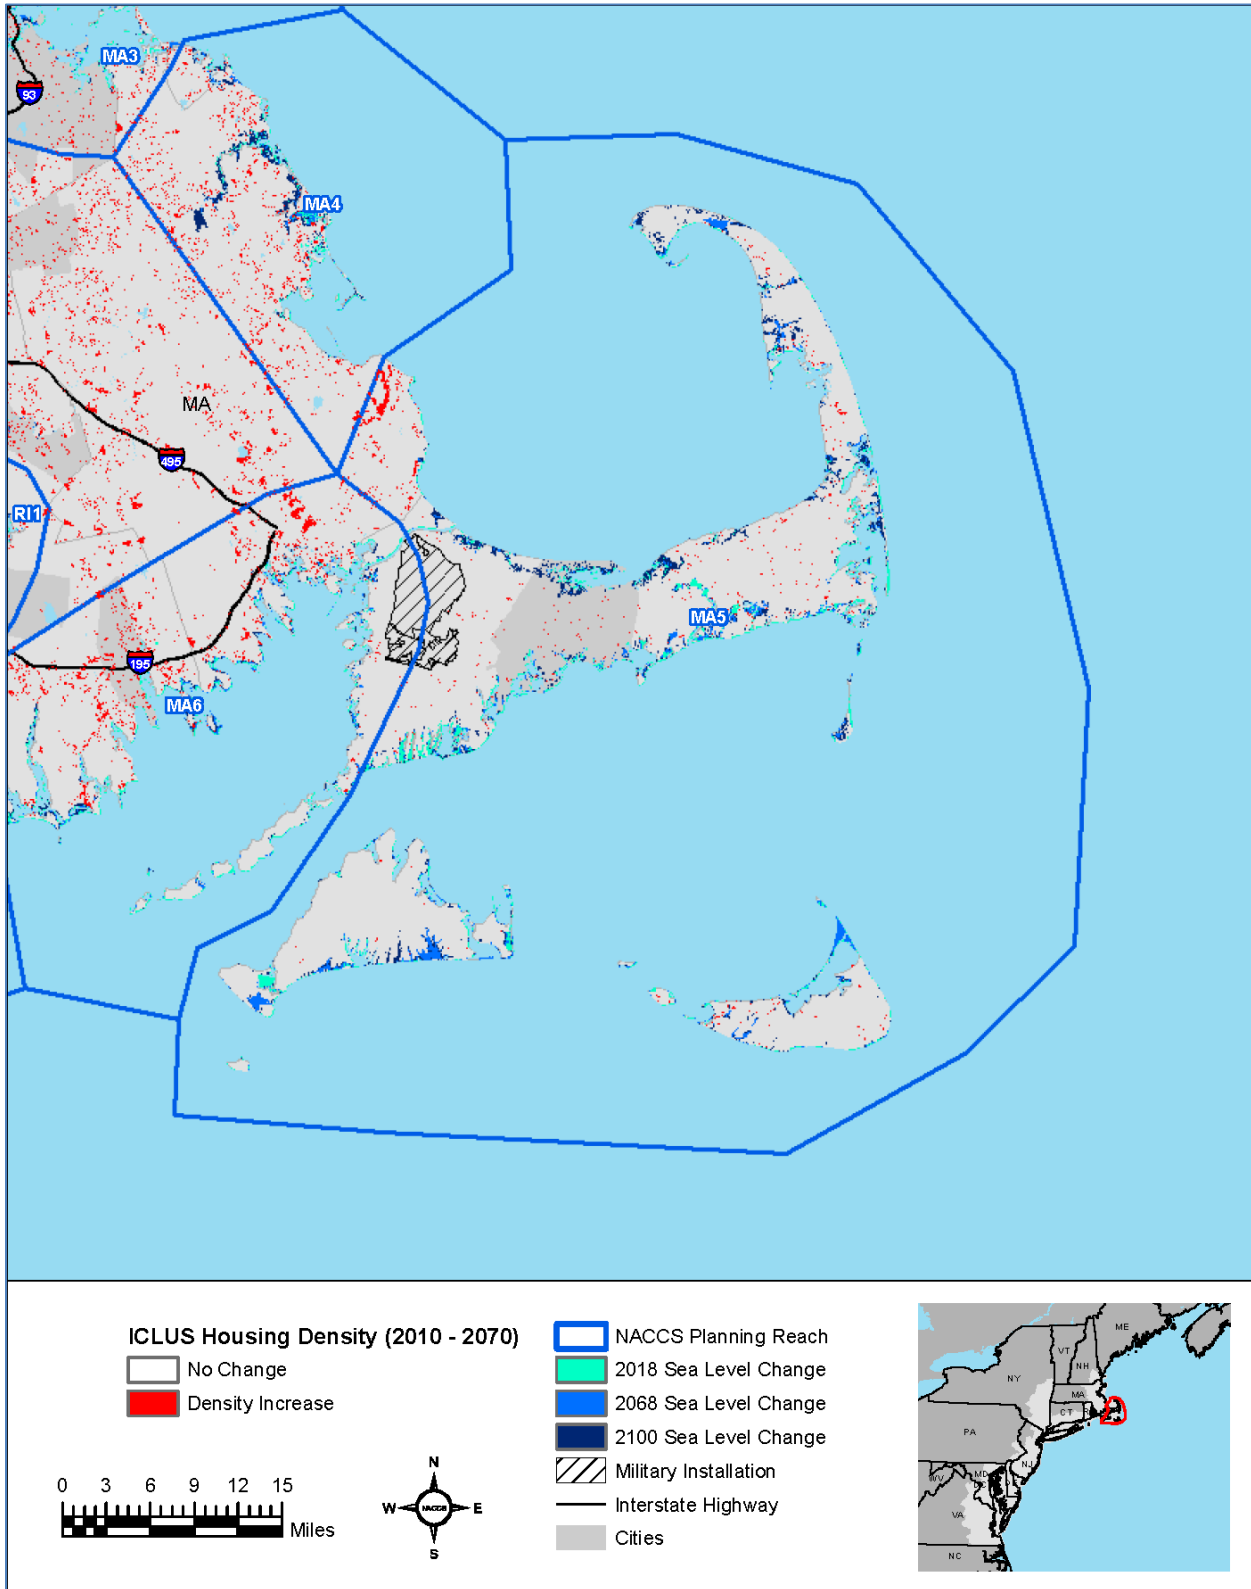 MA3
93
MA4
MA
495
RI1
MA5
195
MA6
ICLUS Housing Density (2010 - 2070)
No Change
Density Increase
NACCS Planning Reach
2018 Sea Level Change
2068 Sea Level Change
2100 Sea Level Change
Military Installation
Interstate Highway
Cities
0 3 6 9 12 15
Miles
N
W NACCS E
S
ME
VT
NH
NY
MA
CT
PA
NJ
WV
MD
VA
NC